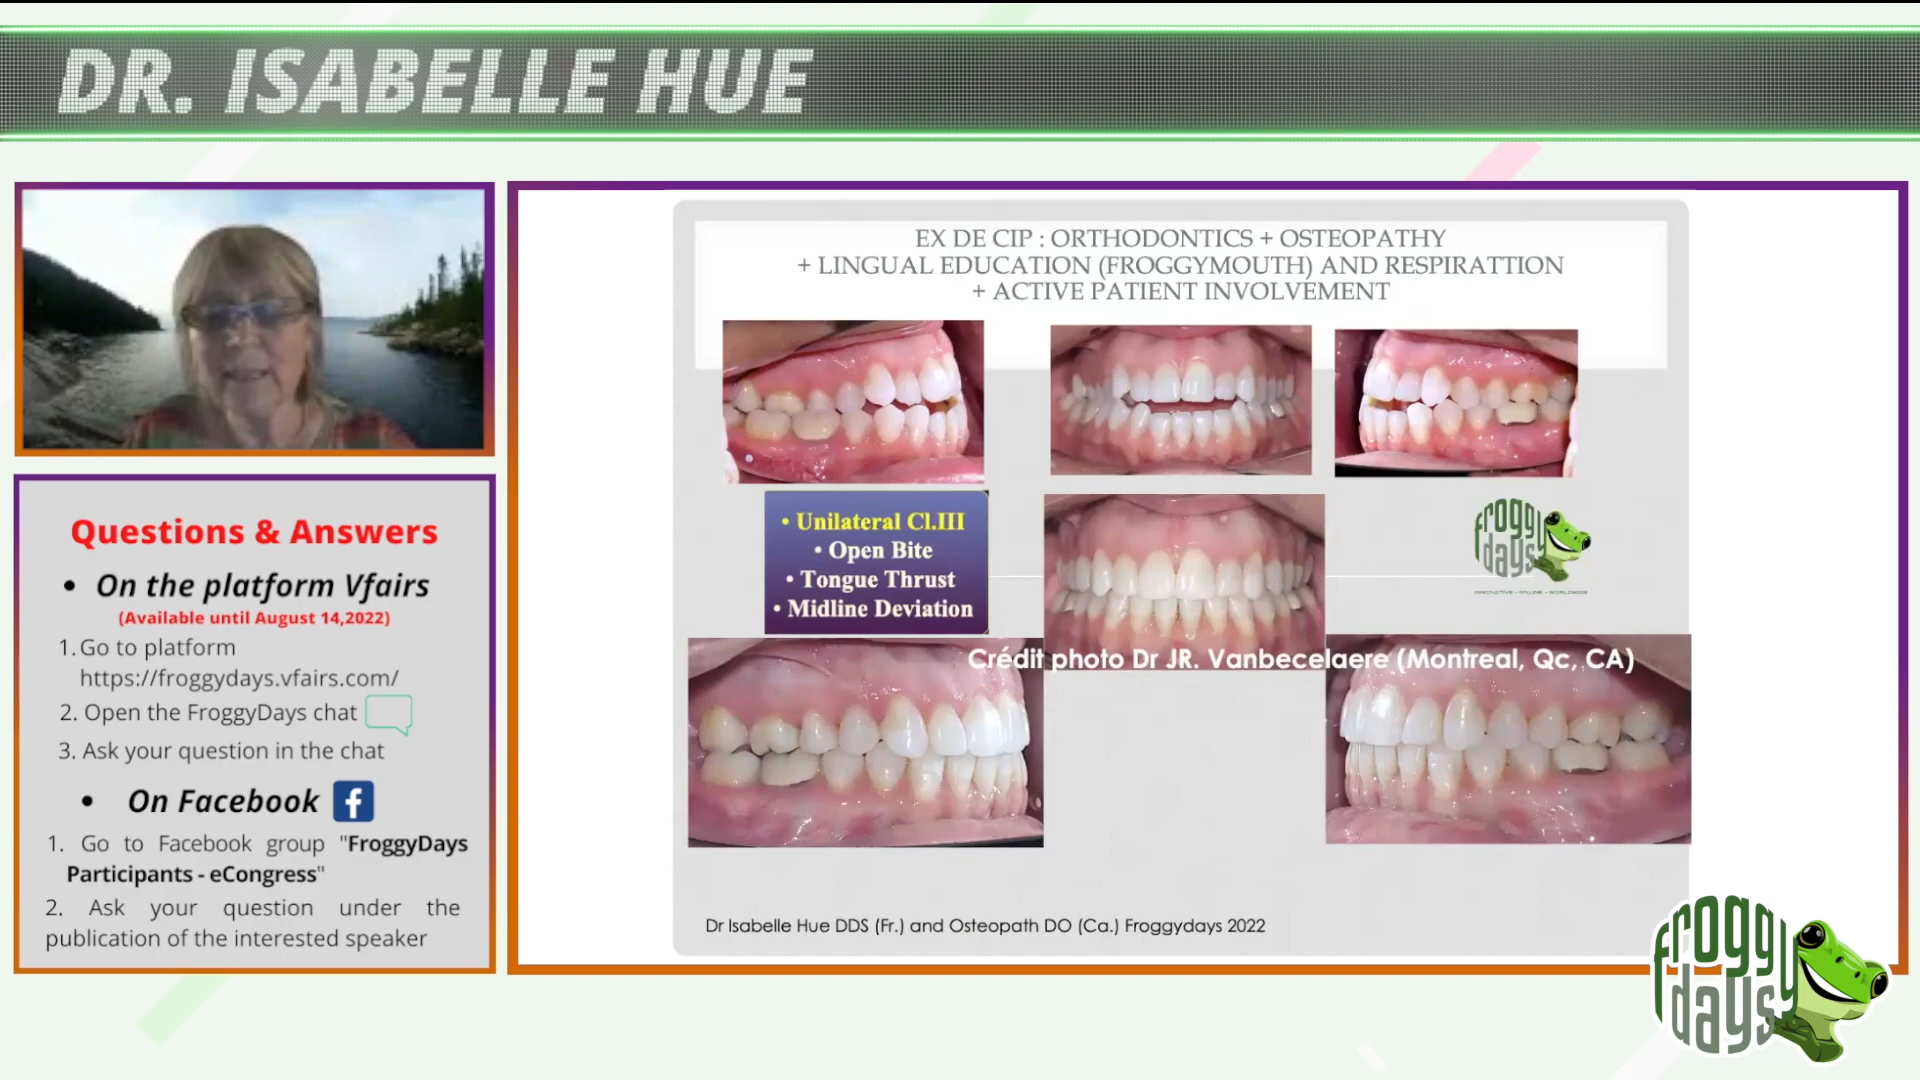 DR. ISABELLE HUE
Questions & Answers
• On the platform Vfairs
(Available until August 14,2022)
1. Go to platform
https://froggydays.vfairs.com/
2. Open the FroggyDays chat
3. Ask your question in the chat
• On Facebook f
1. Go to Facebook group "FroggyDays
Participants - eCongress"
2. Ask your question under the
publication of the interested speaker
EX DE CIP : ORTHODONTICS + OSTEOPATHY
+ LINGUAL EDUCATION (FROGGYMOUTH) AND RESPIRATTION
+ ACTIVE PATIENT INVOLVEMENT
• Unilateral Cl.III
• Open Bite
• Tongue Thrust
• Midline Deviation
froggy
days
INNOVATIVE - ONLINE - WORLDWIDE
Crédit photo Dr JR. Vanbecelaere (Montreal, Qc, CA)
Dr Isabelle Hue DDS (Fr.) and Osteopath DO (Ca.) Froggydays 2022
froggy
days